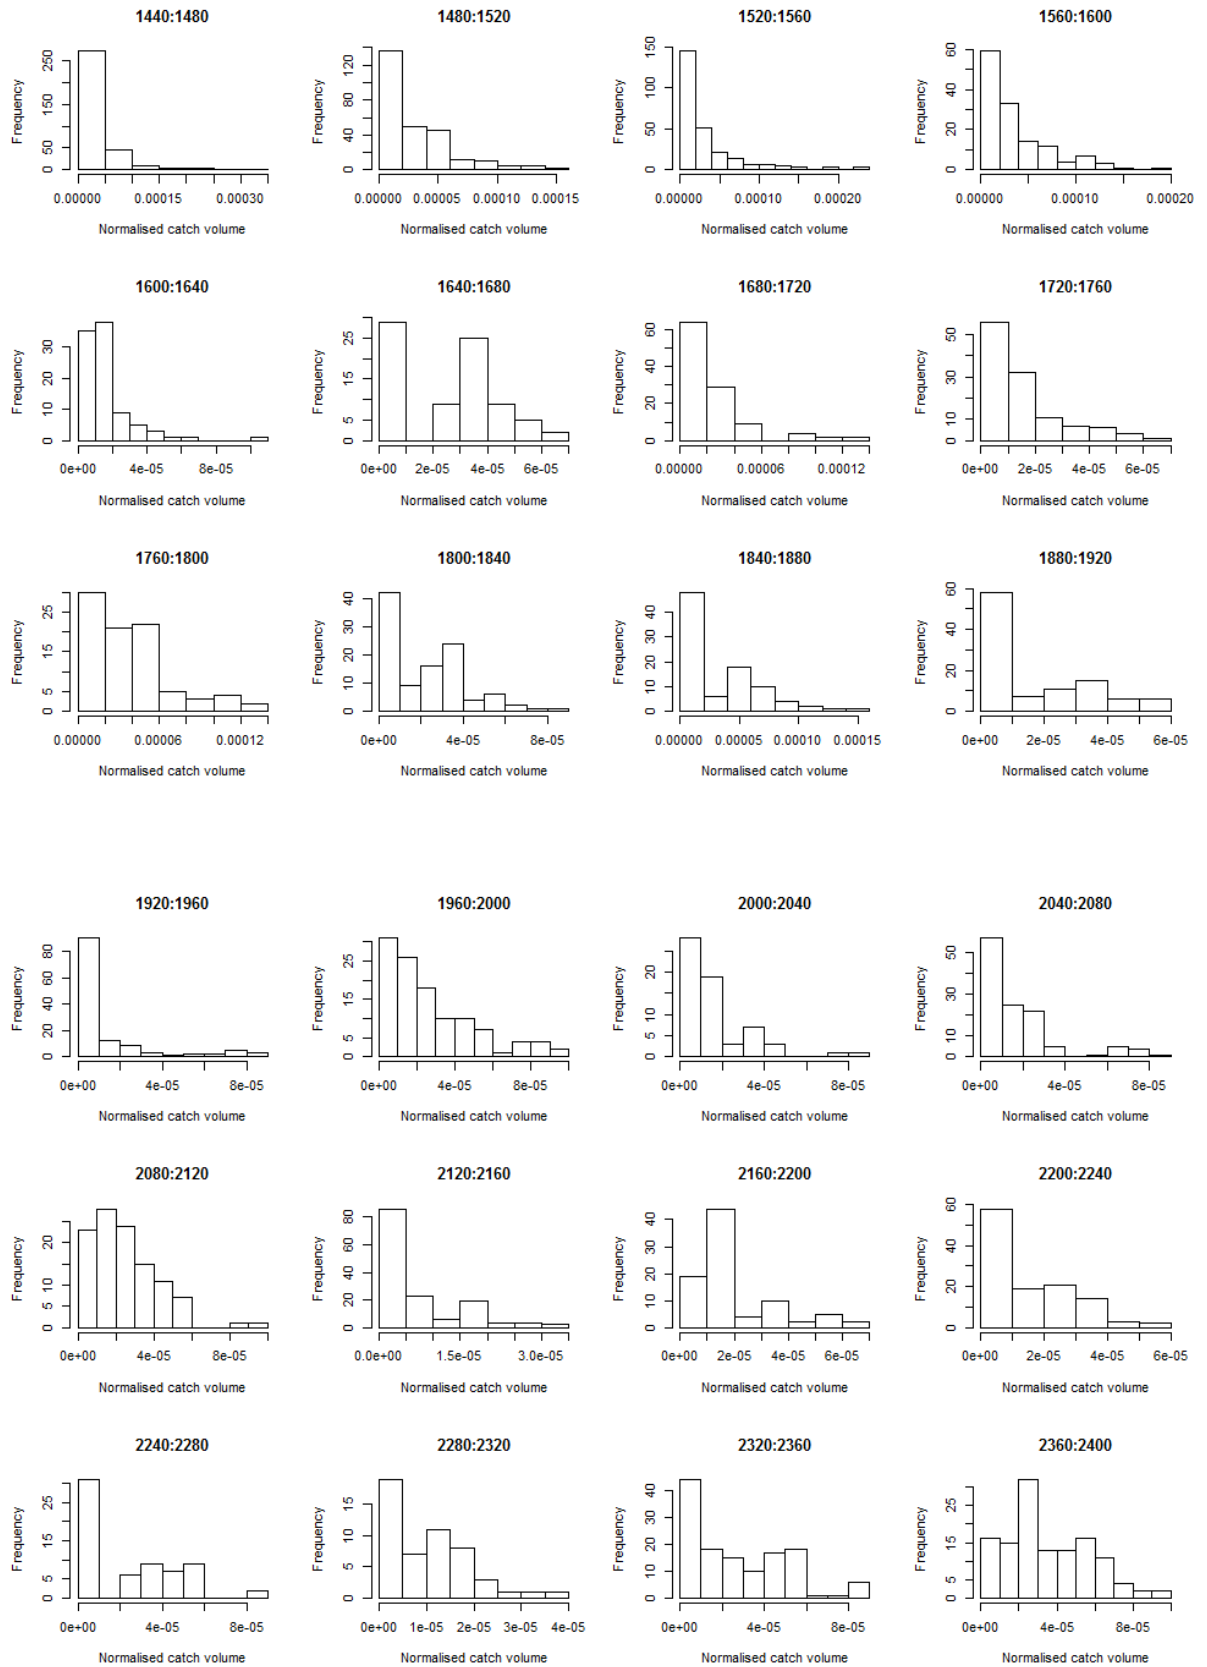 1440:1480 1480:1520 1520:1560 1560:1600
Frequency Frequency Frequency Frequency
0 50 150 250
0 40 80 120
0 50 100 150
0 20 40 60
0.00000 0.00015 0.00030
0.00000 0.00005 0.00010 0.00015
0.00000 0.00010 0.00020
0.00000 0.00010 0.00020
Normalised catch volume Normalised catch volume Normalised catch volume Normalised catch volume
1600:1640 1640:1680 1680:1720 1720:1760
Frequency Frequency Frequency Frequency
0 10 20 30
0 5 15 25
0 20 40 60
0 10 30 50
0e+00 4e-05 8e-05
0e+00 2e-05 4e-05 6e-05
0.00000 0.00006 0.00012
0e+00 2e-05 4e-05 6e-05
Normalised catch volume Normalised catch volume Normalised catch volume Normalised catch volume
1760:1800 1800:1840 1840:1880 1880:1920
Frequency Frequency Frequency Frequency
0 5 15 25
0 10 20 30 40
0 10 20 30 40
0 20 40 60
0.00000 0.00006 0.00012
0e+00 4e-05 8e-05
0.00000 0.00005 0.00010 0.00015
0e+00 2e-05 4e-05 6e-05
Normalised catch volume Normalised catch volume Normalised catch volume Normalised catch volume
1920:1960 1960:2000 2000:2040 2040:2080
Frequency Frequency Frequency Frequency
0 20 40 60 80
0 5 15 25
0 5 10 20
0 10 30 50
0e+00 4e-05 8e-05
0e+00 4e-05 8e-05
0e+00 4e-05 8e-05
0e+00 4e-05 8e-05
Normalised catch volume Normalised catch volume Normalised catch volume Normalised catch volume
2080:2120 2120:2160 2160:2200 2200:2240
Frequency Frequency Frequency Frequency
0 5 10 20
0 20 40 60 80
0 10 20 30 40
0 20 40 60
0e+00 4e-05 8e-05
0.0e+00 1.5e-05 3.0e-05
0e+00 2e-05 4e-05 6e-05
0e+00 2e-05 4e-05 6e-05
Normalised catch volume Normalised catch volume Normalised catch volume Normalised catch volume
2240:2280 2280:2320 2320:2360 2360:2400
Frequency Frequency Frequency Frequency
0 5 15 25
0 5 10 15
0 10 20 30 40
0 5 15 25
0e+00 4e-05 8e-05
0e+00 1e-05 2e-05 3e-05 4e-05
0e+00 4e-05 8e-05
0e+00 4e-05 8e-05
Normalised catch volume Normalised catch volume Normalised catch volume Normalised catch volume